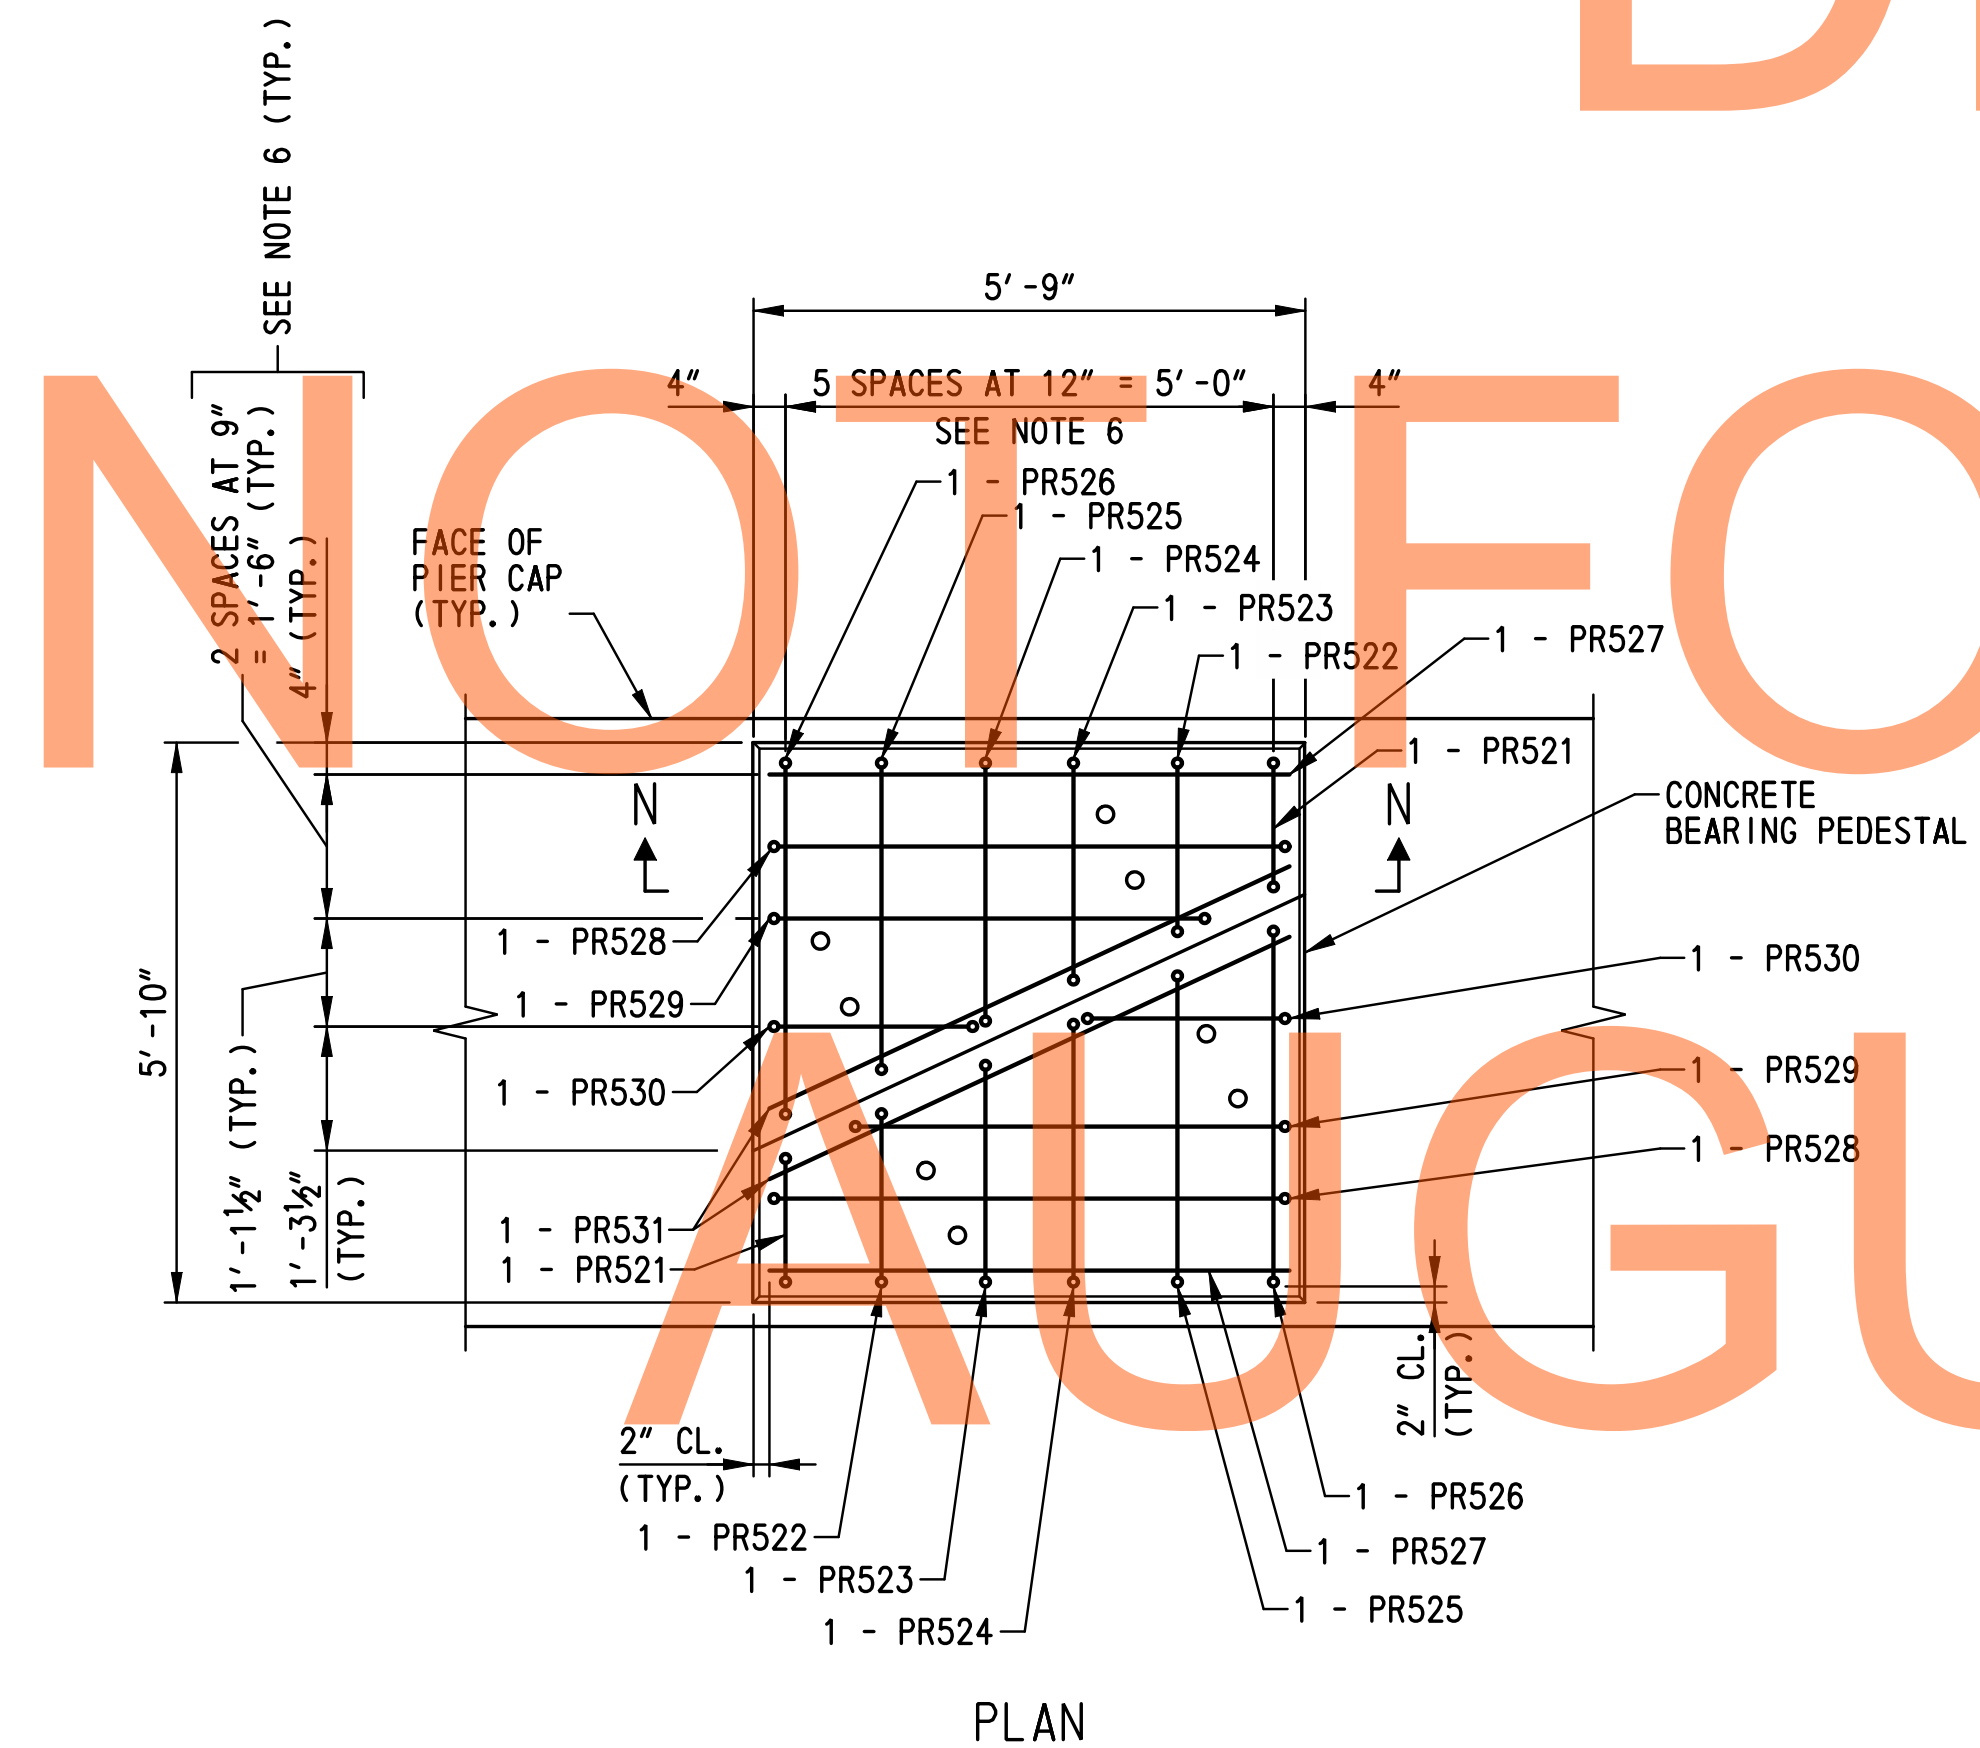 SEE NOTE 6 (TYP.)
5'-9"
4"
5 SPACES AT 12" = 5'-0"
4"
SEE NOTE 6
2 SPACES AT 9"
= 1'-6" (TYP.)
4" (TYP.)
FACE OF
PIER CAP
(TYP.)
1 - PR526
1 - PR525
1 - PR524
1 - PR523
1 - PR522
1 - PR527
1 - PR521
CONCRETE
BEARING PEDESTAL
N
N
1 - PR528
1 - PR529
1 - PR530
1 - PR530
1 - PR529
1 - PR528
5'-10"
1'-1½" (TYP.)
1'-3½"
(TYP.)
1 - PR531
1 - PR521
2" CL.
(TYP.)
2" CL.
(TYP.)
1 - PR522
1 - PR523
1 - PR524
1 - PR526
1 - PR527
1 - PR525
PLAN
NOT FO
AUGU